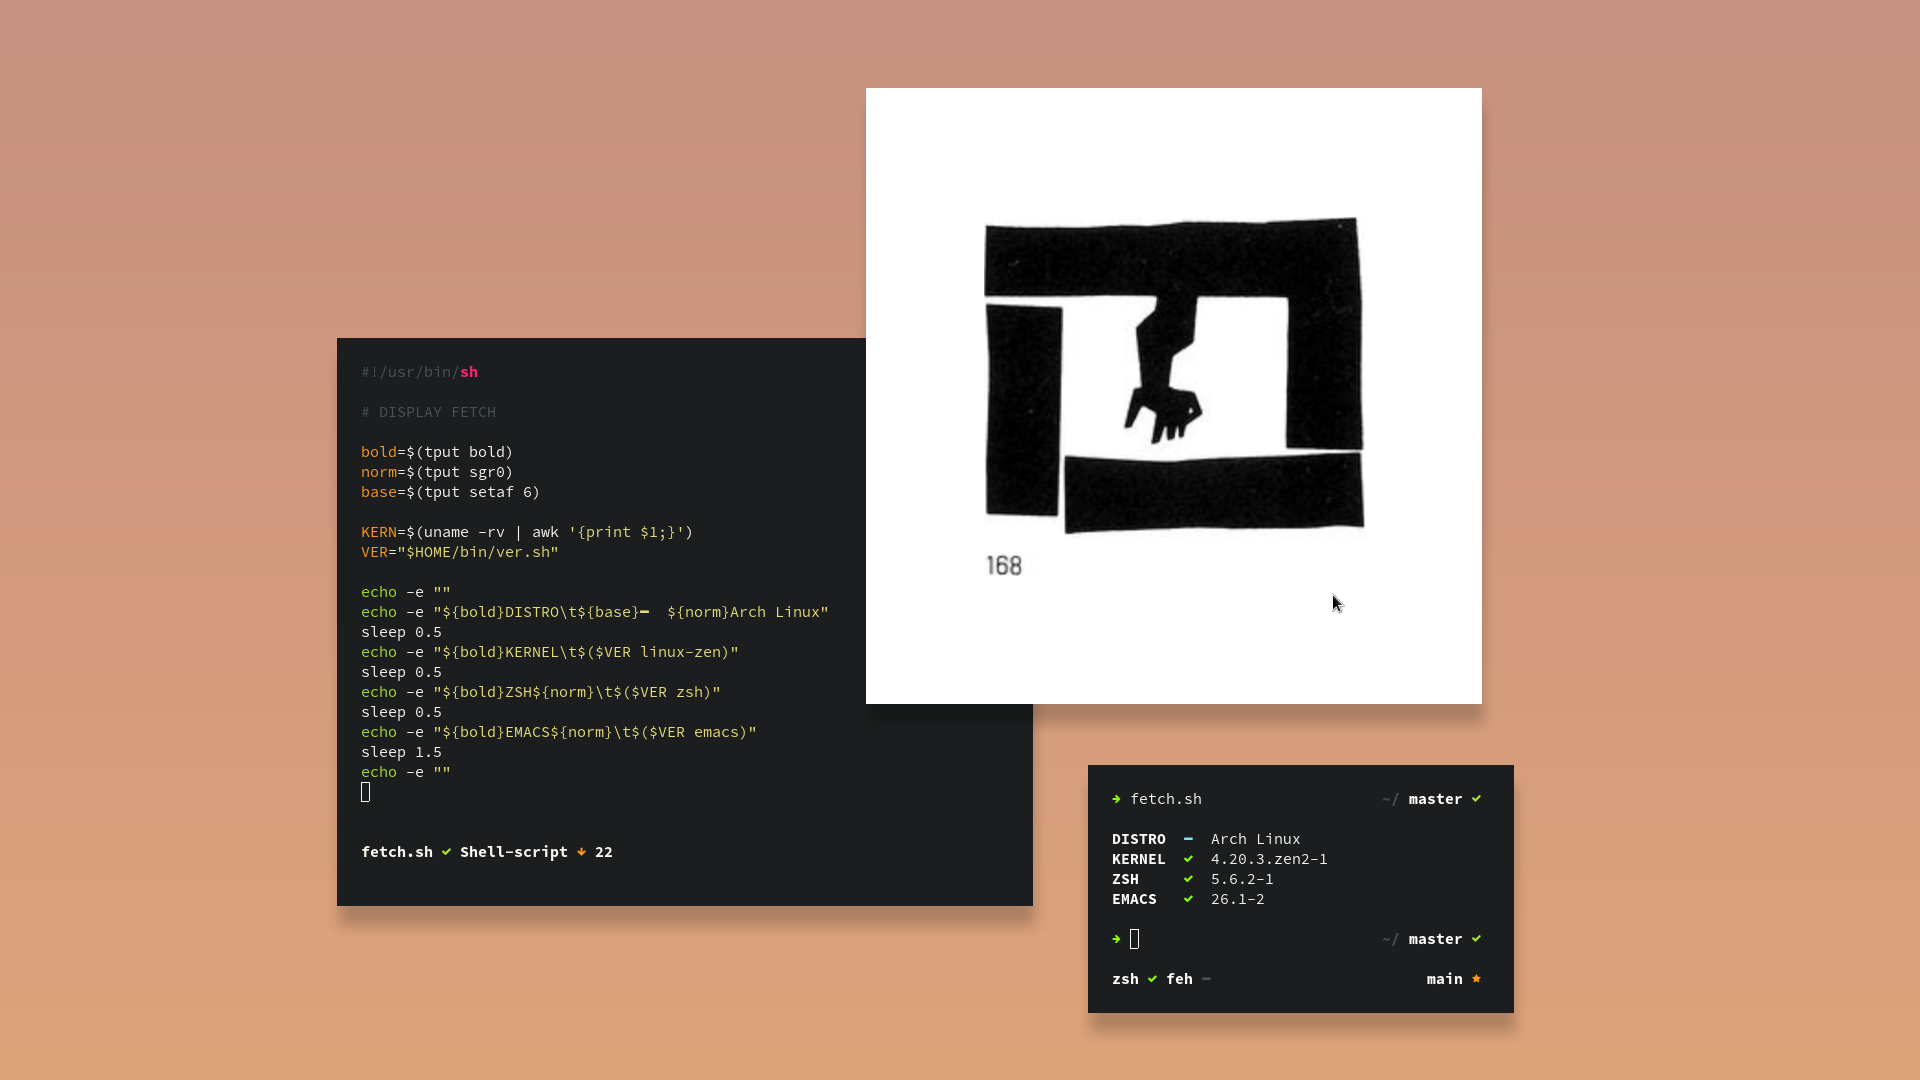 #!/usr/bin/sh
# DISPLAY FETCH
bold=$(tput bold)
norm=$(tput sgr0)
base=$(tput setaf 6)
KERN=$(uname -rv | awk '{print $1;}')
VER="$HOME/bin/ver.sh"
echo -e ""
echo -e "${bold}DISTRO\t${base}━  ${norm}Arch Linux"
sleep 0.5
echo -e "${bold}KERNEL\t$($VER linux-zen)"
sleep 0.5
echo -e "${bold}ZSH${norm}\t$($VER zsh)"
sleep 0.5
echo -e "${bold}EMACS${norm}\t$($VER emacs)"
sleep 1.5
echo -e ""
fetch.sh ✔ Shell-script ↓ 22
168
➜ fetch.sh ~/ master ✔
DISTRO ━ Arch Linux
KERNEL ✔ 4.20.3.zen2-1
ZSH ✔ 5.6.2-1
EMACS ✔ 26.1-2
➜ ~/ master ✔
zsh ✔ feh − main ★